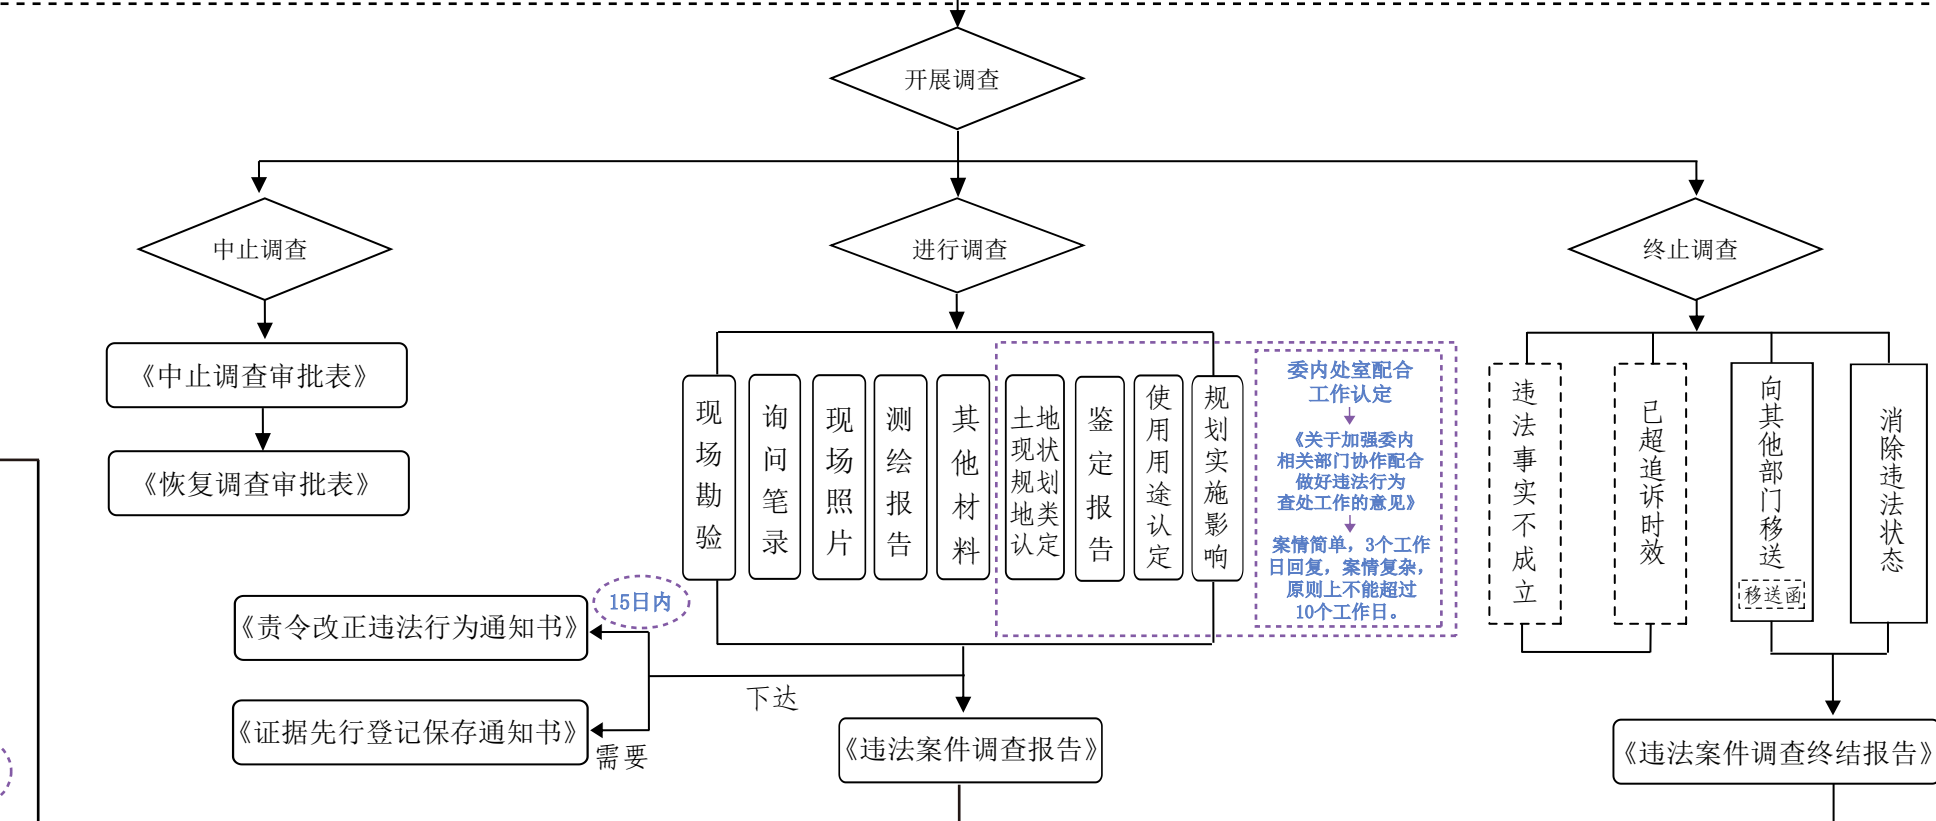 开展调查
中止调查
进行调查
终止调查
《中止调查审批表》
《恢复调查审批表》
现场勘验
询问笔录
现场照片
测绘报告
其他材料
土地
现状
规划
地类
认定
鉴定报告
使用用途认定
规划实施影响
委内处室配合
工作认定
《关于加强委内
相关部门协作配合
做好违法行为
查处工作的意见》
案情简单，3个工作
日回复，案情复杂，
原则上不能超过
10个工作日。
违法事实不成立
已超追诉时效
向其他部门移送
移送函
消除违法状态
15日内
《责令改正违法行为通知书》
下达
《证据先行登记保存通知书》
需要
《违法案件调查报告》
《违法案件调查终结报告》